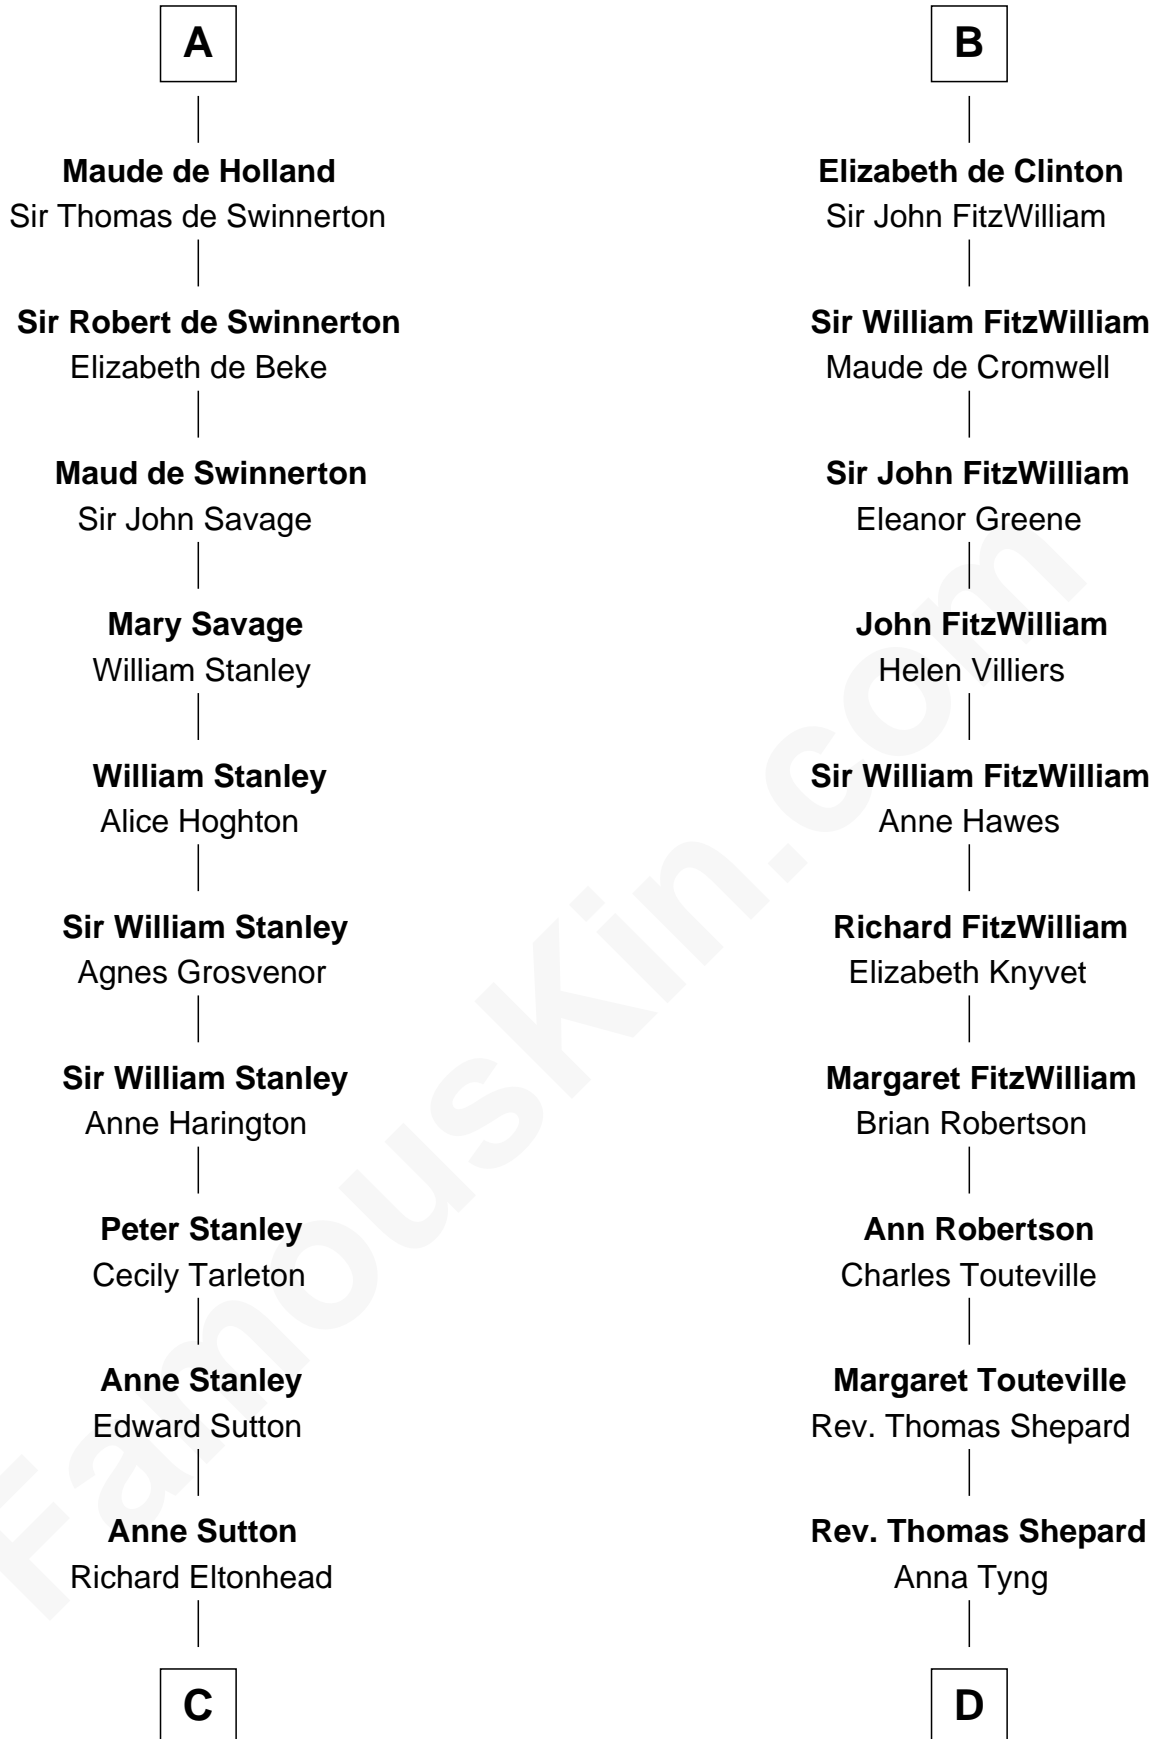 A
Maude de Holland
Sir Thomas de Swinnerton
Sir Robert de Swinnerton
Elizabeth de Beke
Maud de Swinnerton
Sir John Savage
Mary Savage
William Stanley
William Stanley
Alice Hoghton
Sir William Stanley
Agnes Grosvenor
Sir William Stanley
Anne Harington
Peter Stanley
Cecily Tarleton
Anne Stanley
Edward Sutton
Anne Sutton
Richard Eltonhead
C
B
Elizabeth de Clinton
Sir John FitzWilliam
Sir William FitzWilliam
Maude de Cromwell
Sir John FitzWilliam
Eleanor Greene
John FitzWilliam
Helen Villiers
Sir William FitzWilliam
Anne Hawes
Richard FitzWilliam
Elizabeth Knyvet
Margaret FitzWilliam
Brian Robertson
Ann Robertson
Charles Touteville
Margaret Touteville
Rev. Thomas Shepard
Rev. Thomas Shepard
Anna Tyng
D
FamousKin.com